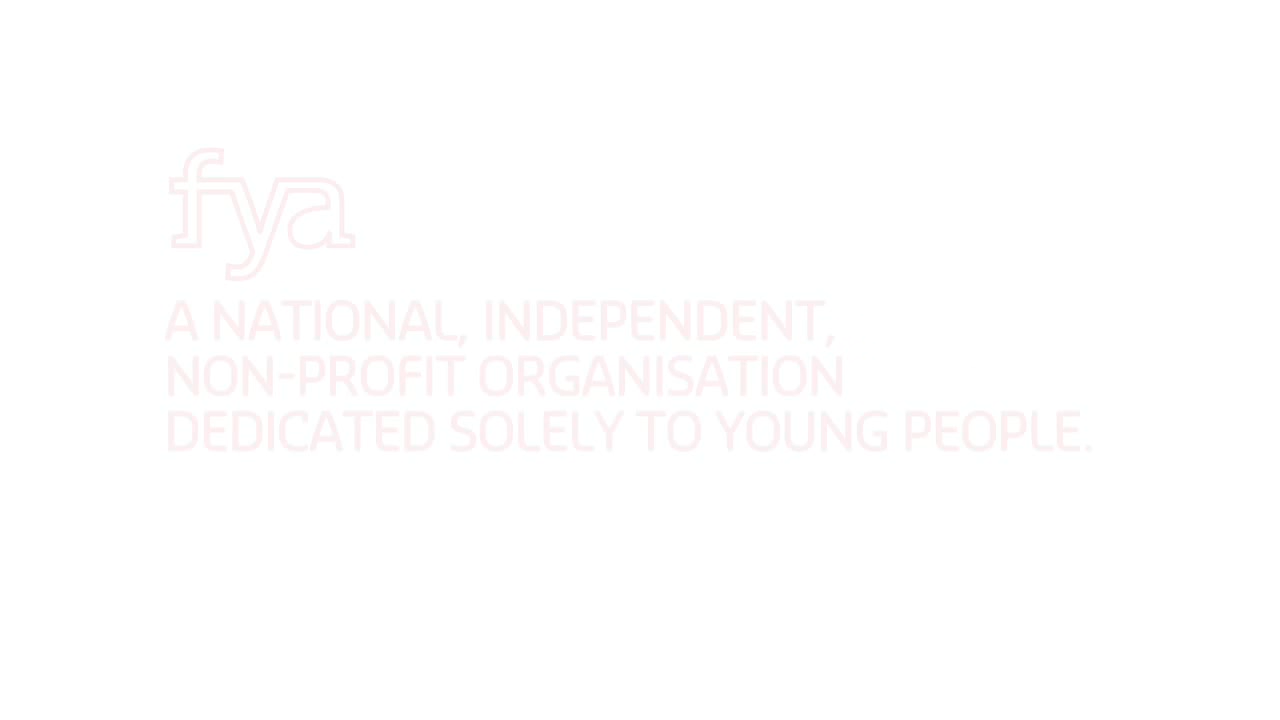 fya
A NATIONAL, INDEPENDENT,
NON-PROFIT ORGANISATION
DEDICATED SOLELY TO YOUNG PEOPLE.